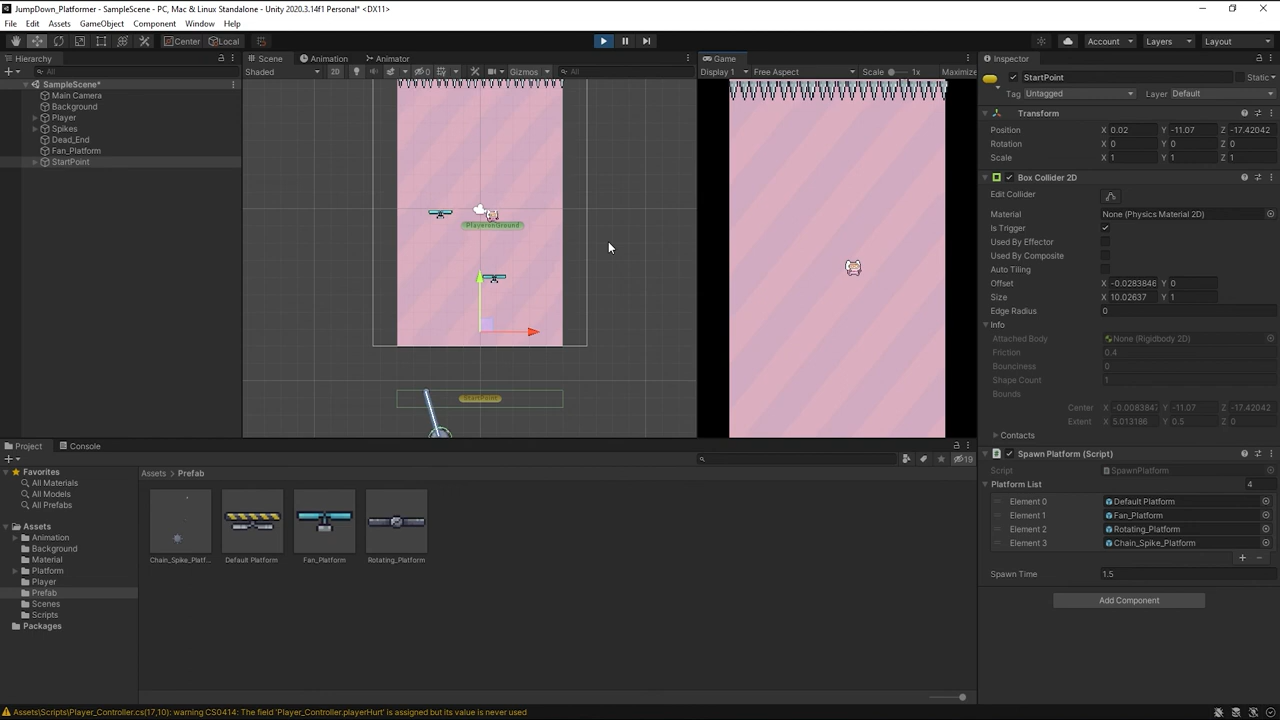 JumpDown_Platformer - SampleScene - PC, Mac & Linux Standalone - Unity 2020.3.14f1 Personal* <DX11>
File Edit Assets GameObject Component Window Help
Center Local Account Layers Layout
Hierarchy Scene Animation Animator Game Inspector
All Shaded 2D 0 Gizmos All Display 1 Free Aspect Scale 1x Maximize
StartPoint Static
Tag Untagged Layer Default
SampleScene*
Main Camera
Background
Player
Spikes
Dead_End
Fan_Platform
StartPoint
PlayeronGround
StartPoint
Transform
Position X 0.02 Y -11.07 Z -17.42042
Rotation X 0 Y 0 Z 0
Scale X 1 Y 1 Z 1
Box Collider 2D
Edit Collider
Material None (Physics Material 2D)
Is Trigger
Used By Effector
Used By Composite
Auto Tiling
Offset X -0.0283846 Y 0
Size X 10.02637 Y 1
Edge Radius 0
Info
Attached Body None (Rigidbody 2D)
Friction 0.4
Bounciness 0
Shape Count 1
Bounds
Center X -0.008384 Y -11.07 Z -17.42042
Extent X 5.013186 Y 0.5 Z 0
Contacts
Spawn Platform (Script)
Script SpawnPlatform
Platform List 4
Element 0 Default Platform
Element 1 Fan_Platform
Element 2 Rotating_Platform
Element 3 Chain_Spike_Platform
Spawn Time 1.5
Add Component
Project Console
19
Favorites
All Materials
All Models
All Prefabs
Assets
Animation
Background
Material
Platform
Player
Prefab
Scenes
Scripts
Packages
Assets > Prefab
Chain_Spike_Platf... Default Platform Fan_Platform Rotating_Platform
Assets\Scripts\Player_Controller.cs(17,10): warning CS0414: The field 'Player_Controller.playerHurt' is assigned but its value is never used